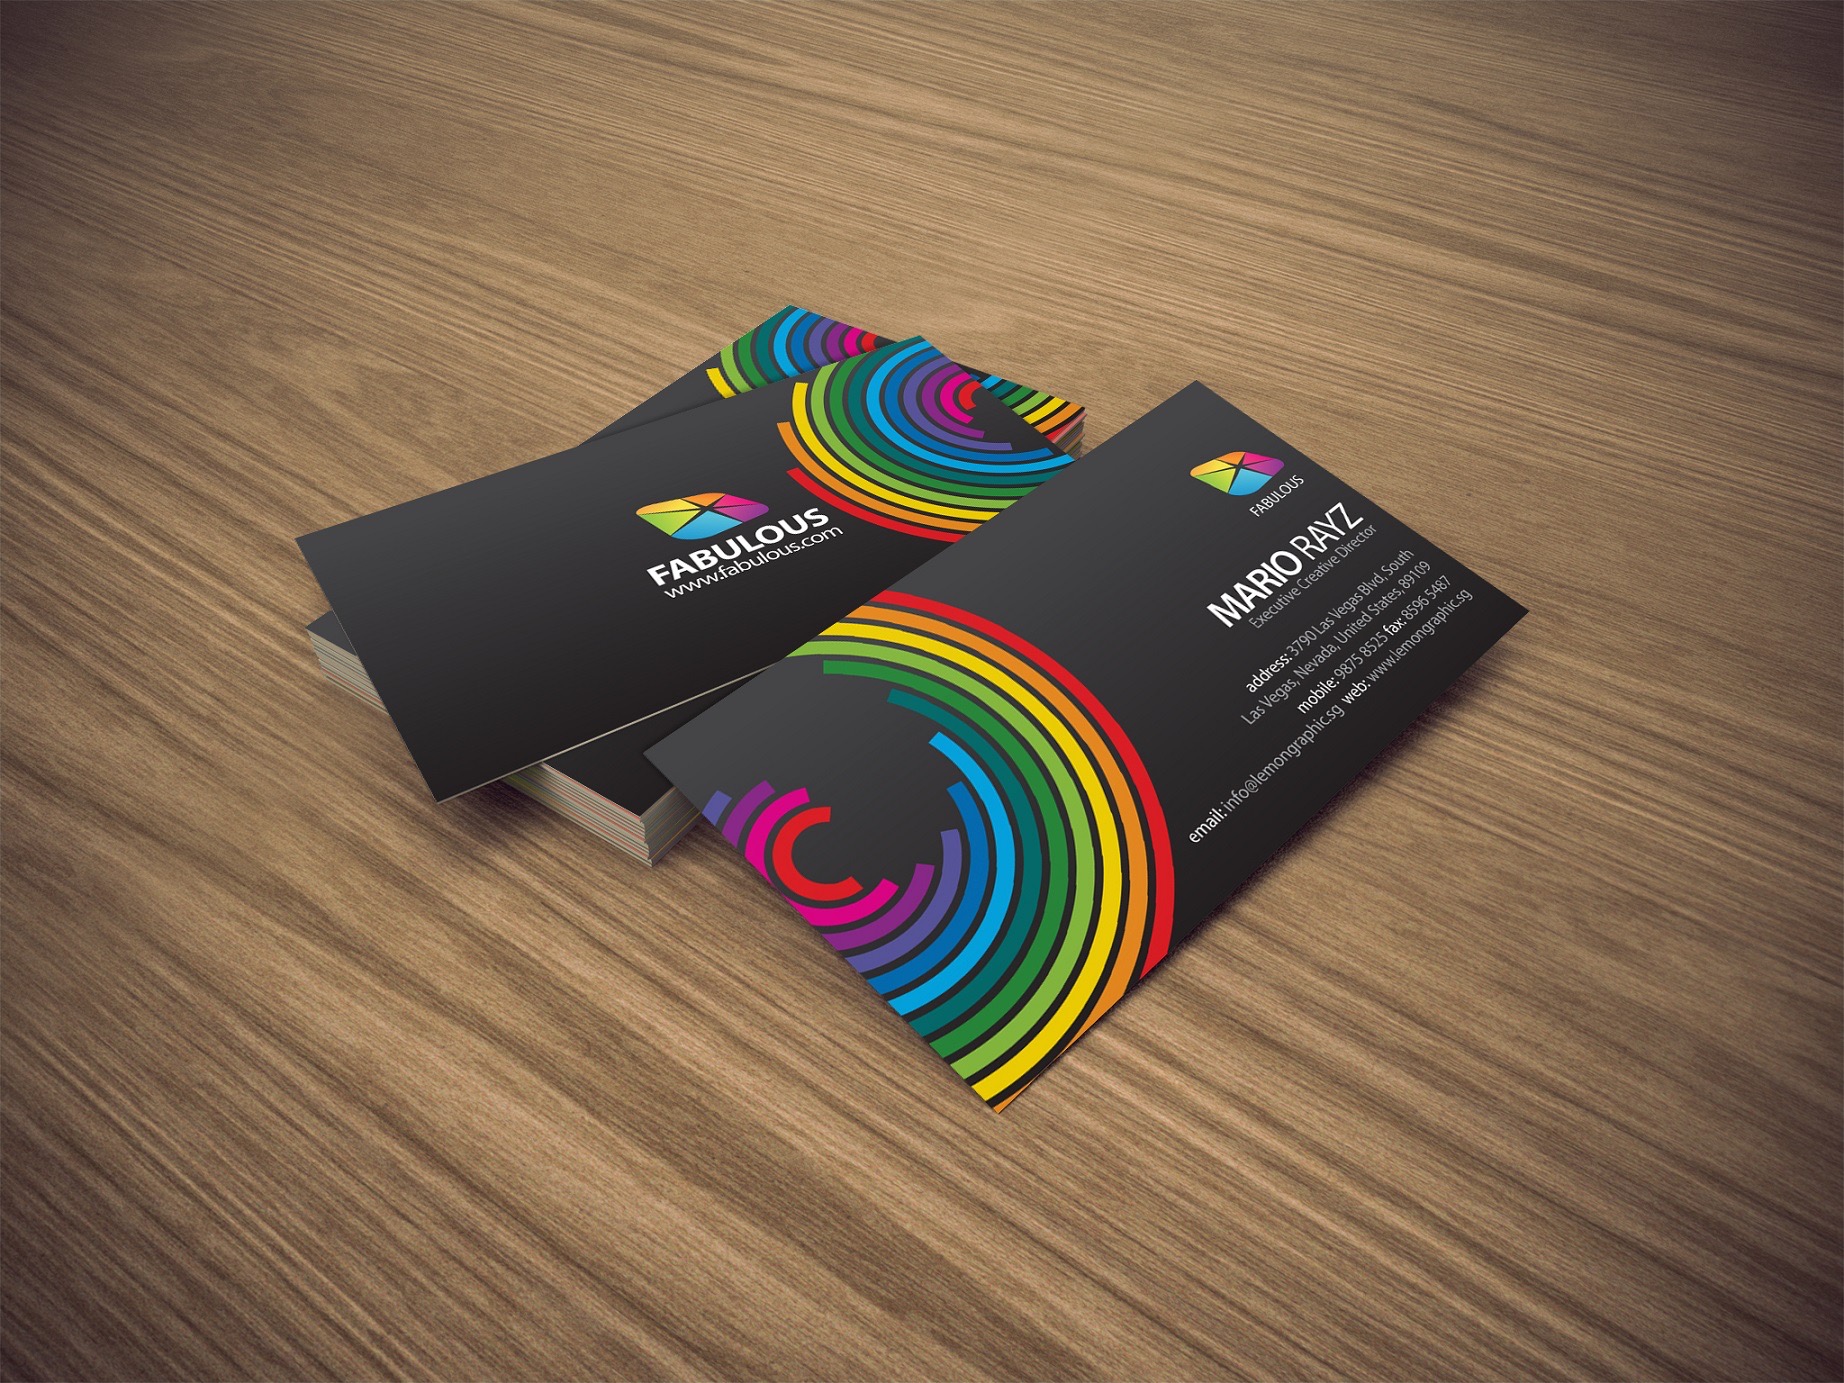 FABULOUS
www.fabulous.com
FABULOUS
MARIO RAYZ
Executive Creative Director
address: 3790 Las Vegas Blvd, South
Las Vegas, Nevada, United States, 89109
mobile: 9875 8525 fax: 8596 5487
email: info@lemongraphic.sg web: www.lemongraphic.sg